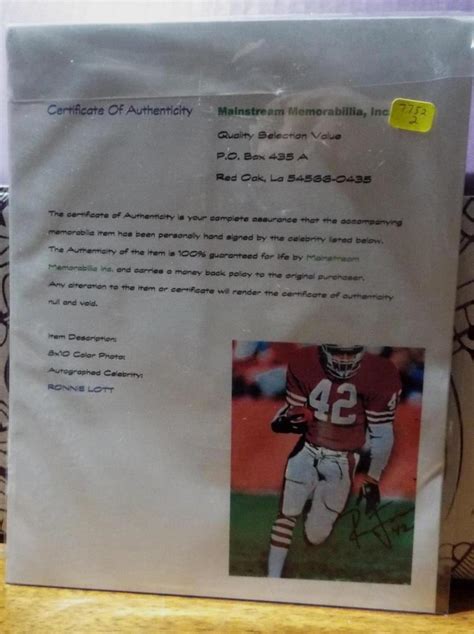 Certificate Of Authenticity
Mainstream Memorabillia, Inc.
7752
2
Quality Selection Value
P.O. Box 435 A
Red Oak, La 54566-0435
The certificate of Authenticity is your complete assurance that the accompanying
memorabilia item has been personally hand signed by the celebrity listed below.
The Authenticity of the item is 100% guaranteed for life by Mainstream
Memorabilia Inc. and carries a money back policy to the original purchaser.
Any alteration to the item or certificate will render the certificate of authenticity
null and void.
Item Description:
8x10 Color Photo:
Autographed Celebrity:
RONNIE LOTT
42
42